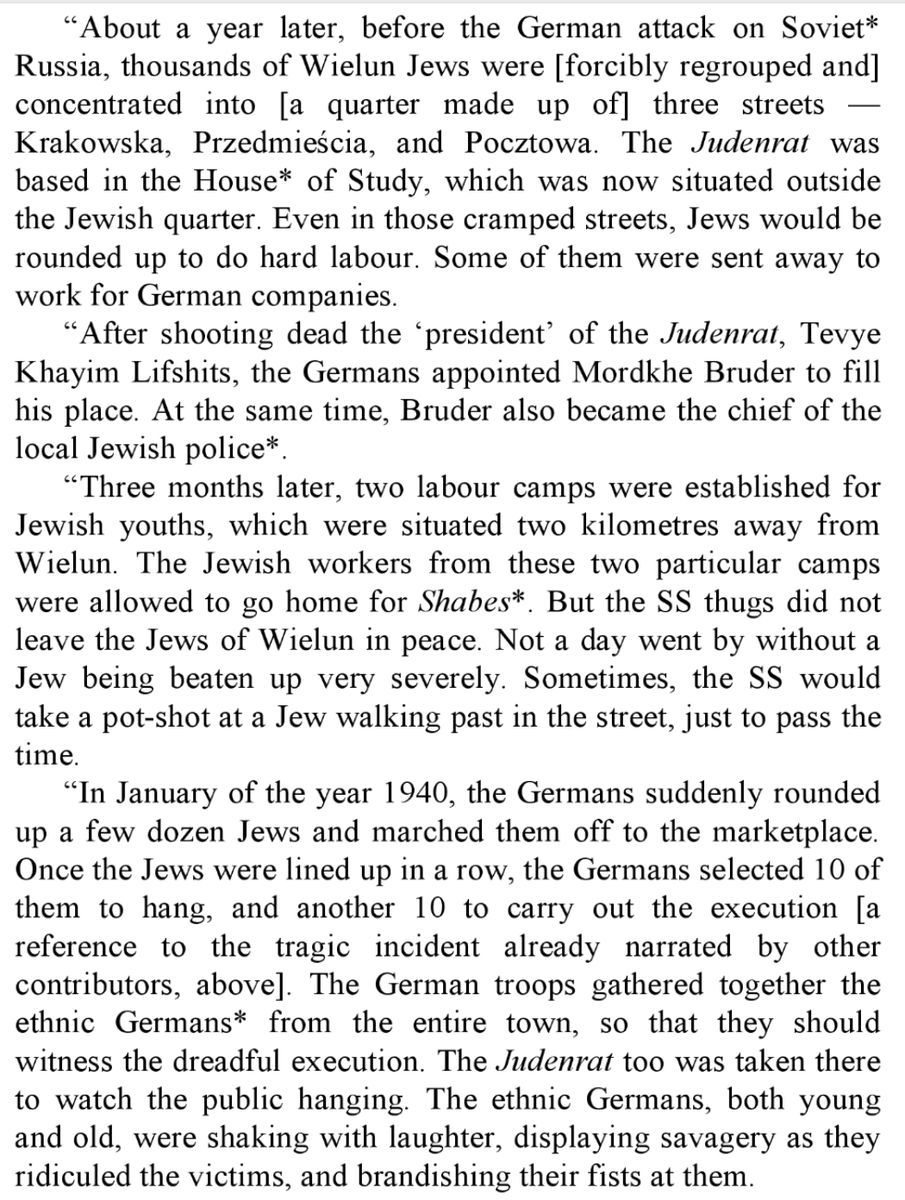 “About a year later, before the German attack on Soviet*
Russia, thousands of Wielun Jews were [forcibly regrouped and]
concentrated into [a quarter made up of] three streets —
Krakowska, Przedmieścia, and Pocztowa. The Judenrat was
based in the House* of Study, which was now situated outside
the Jewish quarter. Even in those cramped streets, Jews would be
rounded up to do hard labour. Some of them were sent away to
work for German companies.
“After shooting dead the ‘president’ of the Judenrat, Tevye
Khayim Lifshits, the Germans appointed Mordkhe Bruder to fill
his place. At the same time, Bruder also became the chief of the
local Jewish police*.
“Three months later, two labour camps were established for
Jewish youths, which were situated two kilometres away from
Wielun. The Jewish workers from these two particular camps
were allowed to go home for Shabes*. But the SS thugs did not
leave the Jews of Wielun in peace. Not a day went by without a
Jew being beaten up very severely. Sometimes, the SS would
take a pot-shot at a Jew walking past in the street, just to pass the
time.
“In January of the year 1940, the Germans suddenly rounded
up a few dozen Jews and marched them off to the marketplace.
Once the Jews were lined up in a row, the Germans selected 10 of
them to hang, and another 10 to carry out the execution [a
reference to the tragic incident already narrated by other
contributors, above]. The German troops gathered together the
ethnic Germans* from the entire town, so that they should
witness the dreadful execution. The Judenrat too was taken there
to watch the public hanging. The ethnic Germans, both young
and old, were shaking with laughter, displaying savagery as they
ridiculed the victims, and brandishing their fists at them.